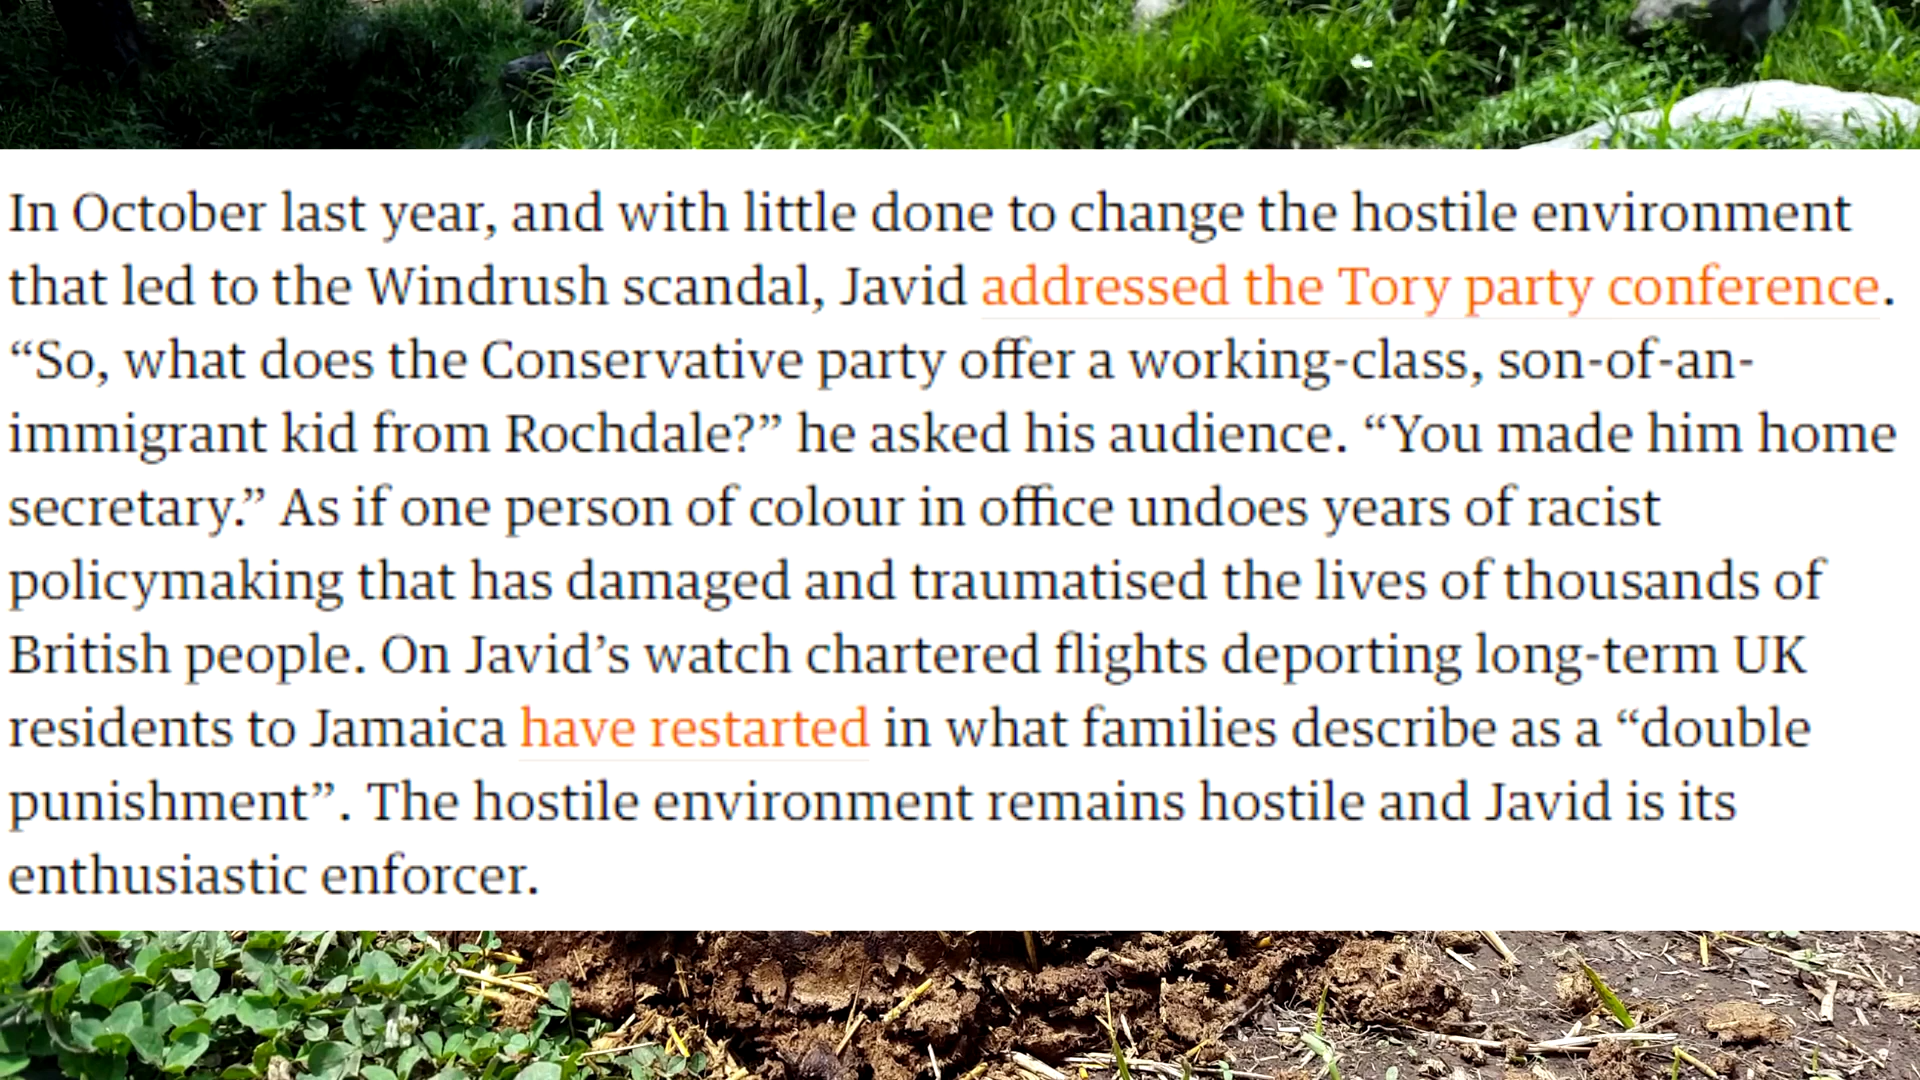 In October last year, and with little done to change the hostile environment
that led to the Windrush scandal, Javid addressed the Tory party conference.
“So, what does the Conservative party offer a working-class, son-of-an-
immigrant kid from Rochdale?” he asked his audience. “You made him home
secretary.” As if one person of colour in office undoes years of racist
policymaking that has damaged and traumatised the lives of thousands of
British people. On Javid’s watch chartered flights deporting long-term UK
residents to Jamaica have restarted in what families describe as a “double
punishment”. The hostile environment remains hostile and Javid is its
enthusiastic enforcer.